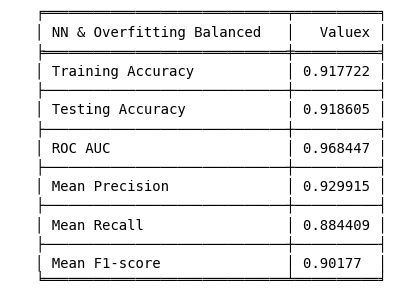 NN & Overfitting Balanced Valuex
Training Accuracy 0.917722
Testing Accuracy 0.918605
ROC AUC 0.968447
Mean Precision 0.929915
Mean Recall 0.884409
Mean F1-score 0.90177